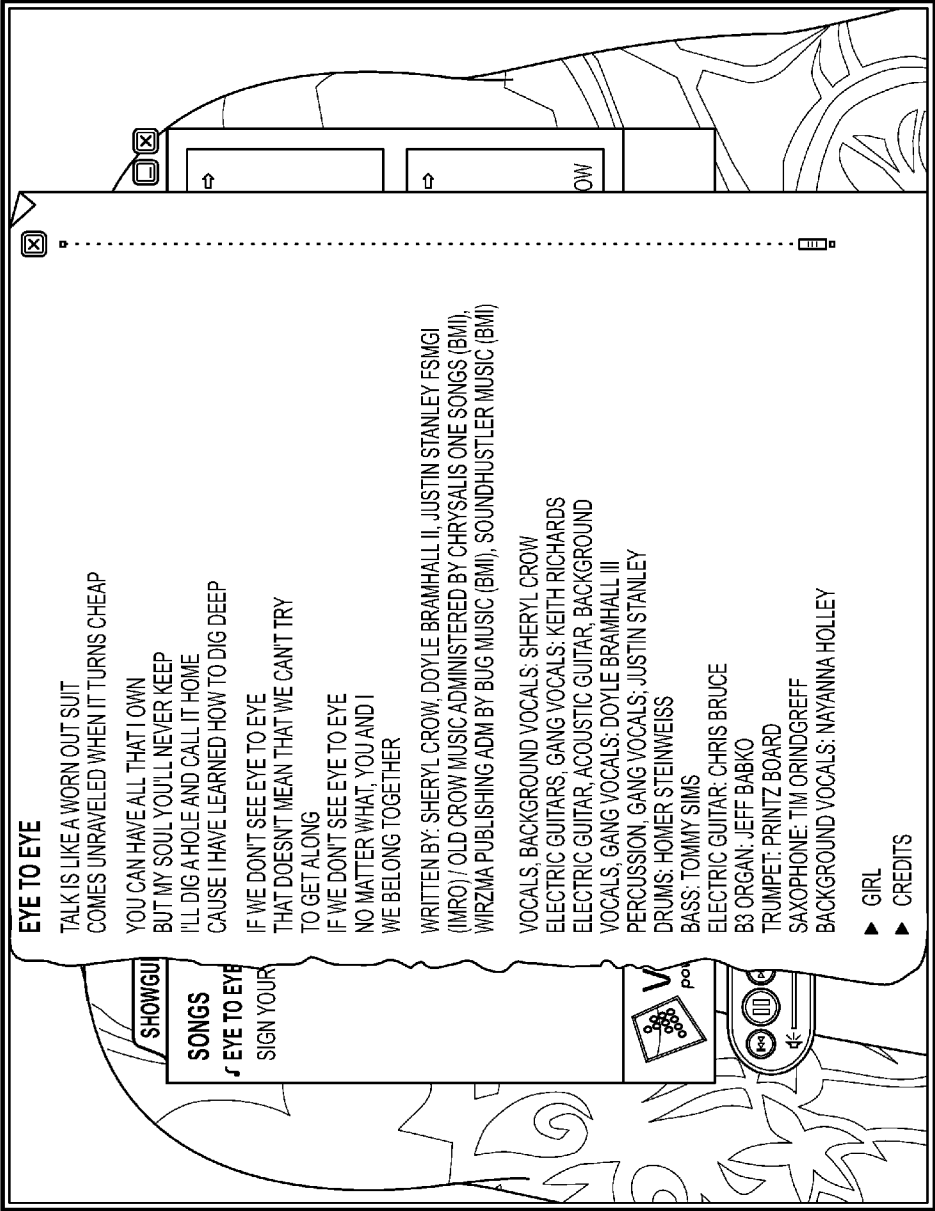 EYE TO EYE
TALK IS LIKE A WORN OUT SUIT
COMES UNRAVELED WHEN IT TURNS CHEAP
YOU CAN HAVE ALL THAT I OWN
BUT MY SOUL YOU'LL NEVER KEEP
I'LL DIG A HOLE AND CALL IT HOME
CAUSE I HAVE LEARNED HOW TO DIG DEEP
IF WE DON'T SEE EYE TO EYE
THAT DOESN'T MEAN THAT WE CAN'T TRY
TO GET ALONG
IF WE DON'T SEE EYE TO EYE
NO MATTER WHAT, YOU AND I
WE BELONG TOGETHER
WRITTEN BY: SHERYL CROW, DOYLE BRAMHALL II, JUSTIN STANLEY FSMGI
(IMRO) / OLD CROW MUSIC ADMINISTERED BY CHRYSALIS ONE SONGS (BMI),
WIRZMA PUBLISHING ADM BY BUG MUSIC (BMI), SOUNDHUSTLER MUSIC (BMI)
VOCALS, BACKGROUND VOCALS: SHERYL CROW
ELECTRIC GUITARS, GANG VOCALS: KEITH RICHARDS
ELECTRIC GUITAR, ACOUSTIC GUITAR, BACKGROUND
VOCALS, GANG VOCALS: DOYLE BRAMHALL III
PERCUSSION, GANG VOCALS; JUSTIN STANLEY
DRUMS: HOMER STEINWEISS
BASS: TOMMY SIMS
ELECTRIC GUITAR: CHRIS BRUCE
B3 ORGAN: JEFF BABKO
TRUMPET: PRINTZ BOARD
SAXOPHONE: TIM ORINDGREFF
BACKGROUND VOCALS: NAYANNA HOLLEY
GIRL
CREDITS
SHOWGUI
SONGS
EYE TO EYE
SIGN YOUR
OW
V
pow